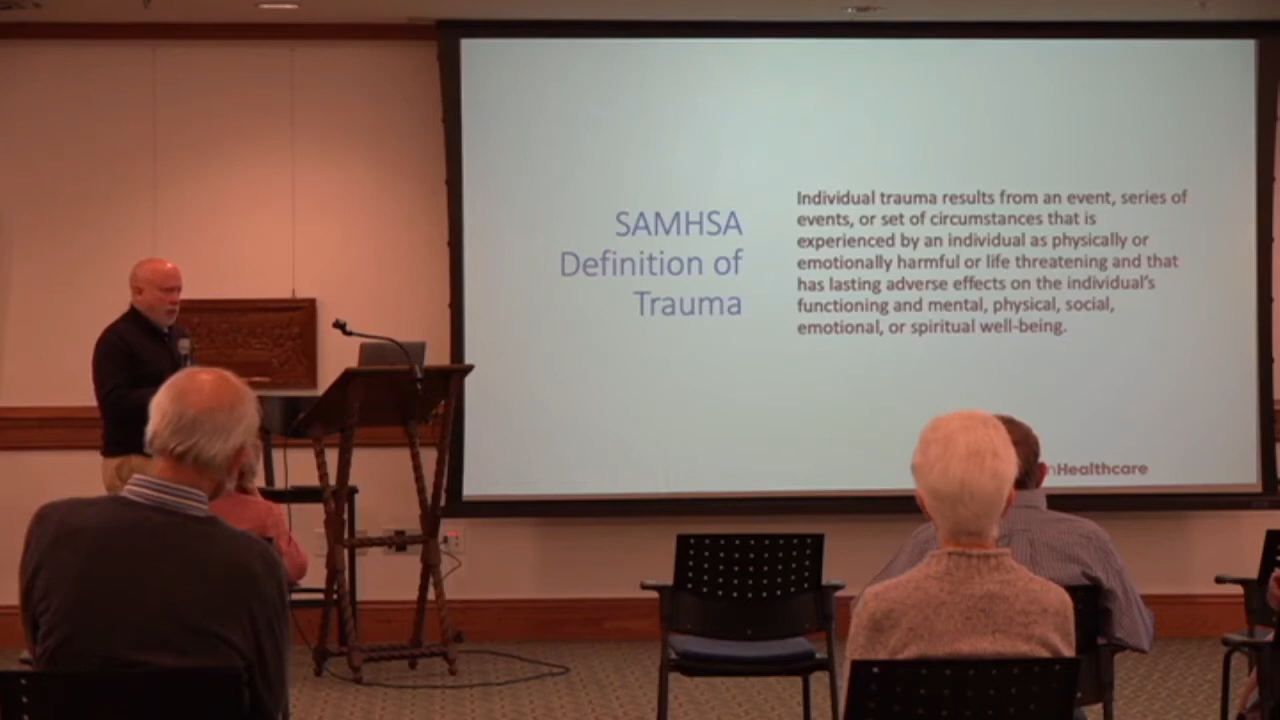 SAMHSA
Definition of
Trauma
Individual trauma results from an event, series of
events, or set of circumstances that is
experienced by an individual as physically or
emotionally harmful or life threatening and that
has lasting adverse effects on the individual's
functioning and mental, physical, social,
emotional, or spiritual well-being.
nHealthcare